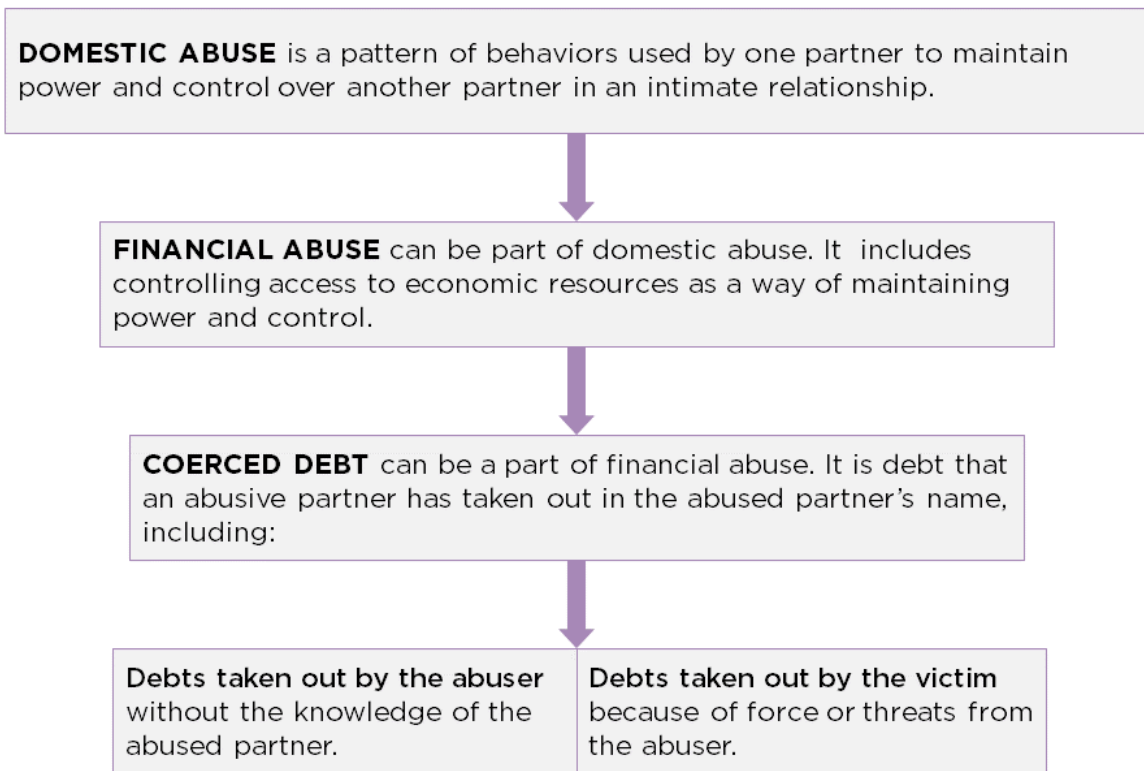 DOMESTIC ABUSE is a pattern of behaviors used by one partner to maintain
power and control over another partner in an intimate relationship.
FINANCIAL ABUSE can be part of domestic abuse. It includes
controlling access to economic resources as a way of maintaining
power and control.
COERCED DEBT can be a part of financial abuse. It is debt that
an abusive partner has taken out in the abused partner's name,
including:
Debts taken out by the abuser
without the knowledge of the
abused partner.
Debts taken out by the victim
because of force or threats from
the abuser.